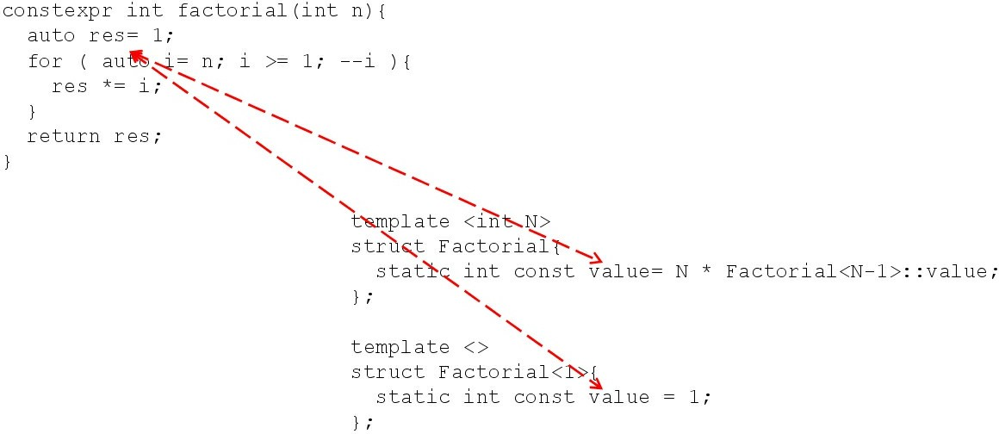 constexpr int factorial(int n){
  auto res= 1;
  for ( auto i= n; i >= 1; --i ){
    res *= i;
  }
  return res;
}
template <int N>
struct Factorial{
  static int const value= N * Factorial<N-1>::value;
};
template <>
struct Factorial<1>{
  static int const value = 1;
};